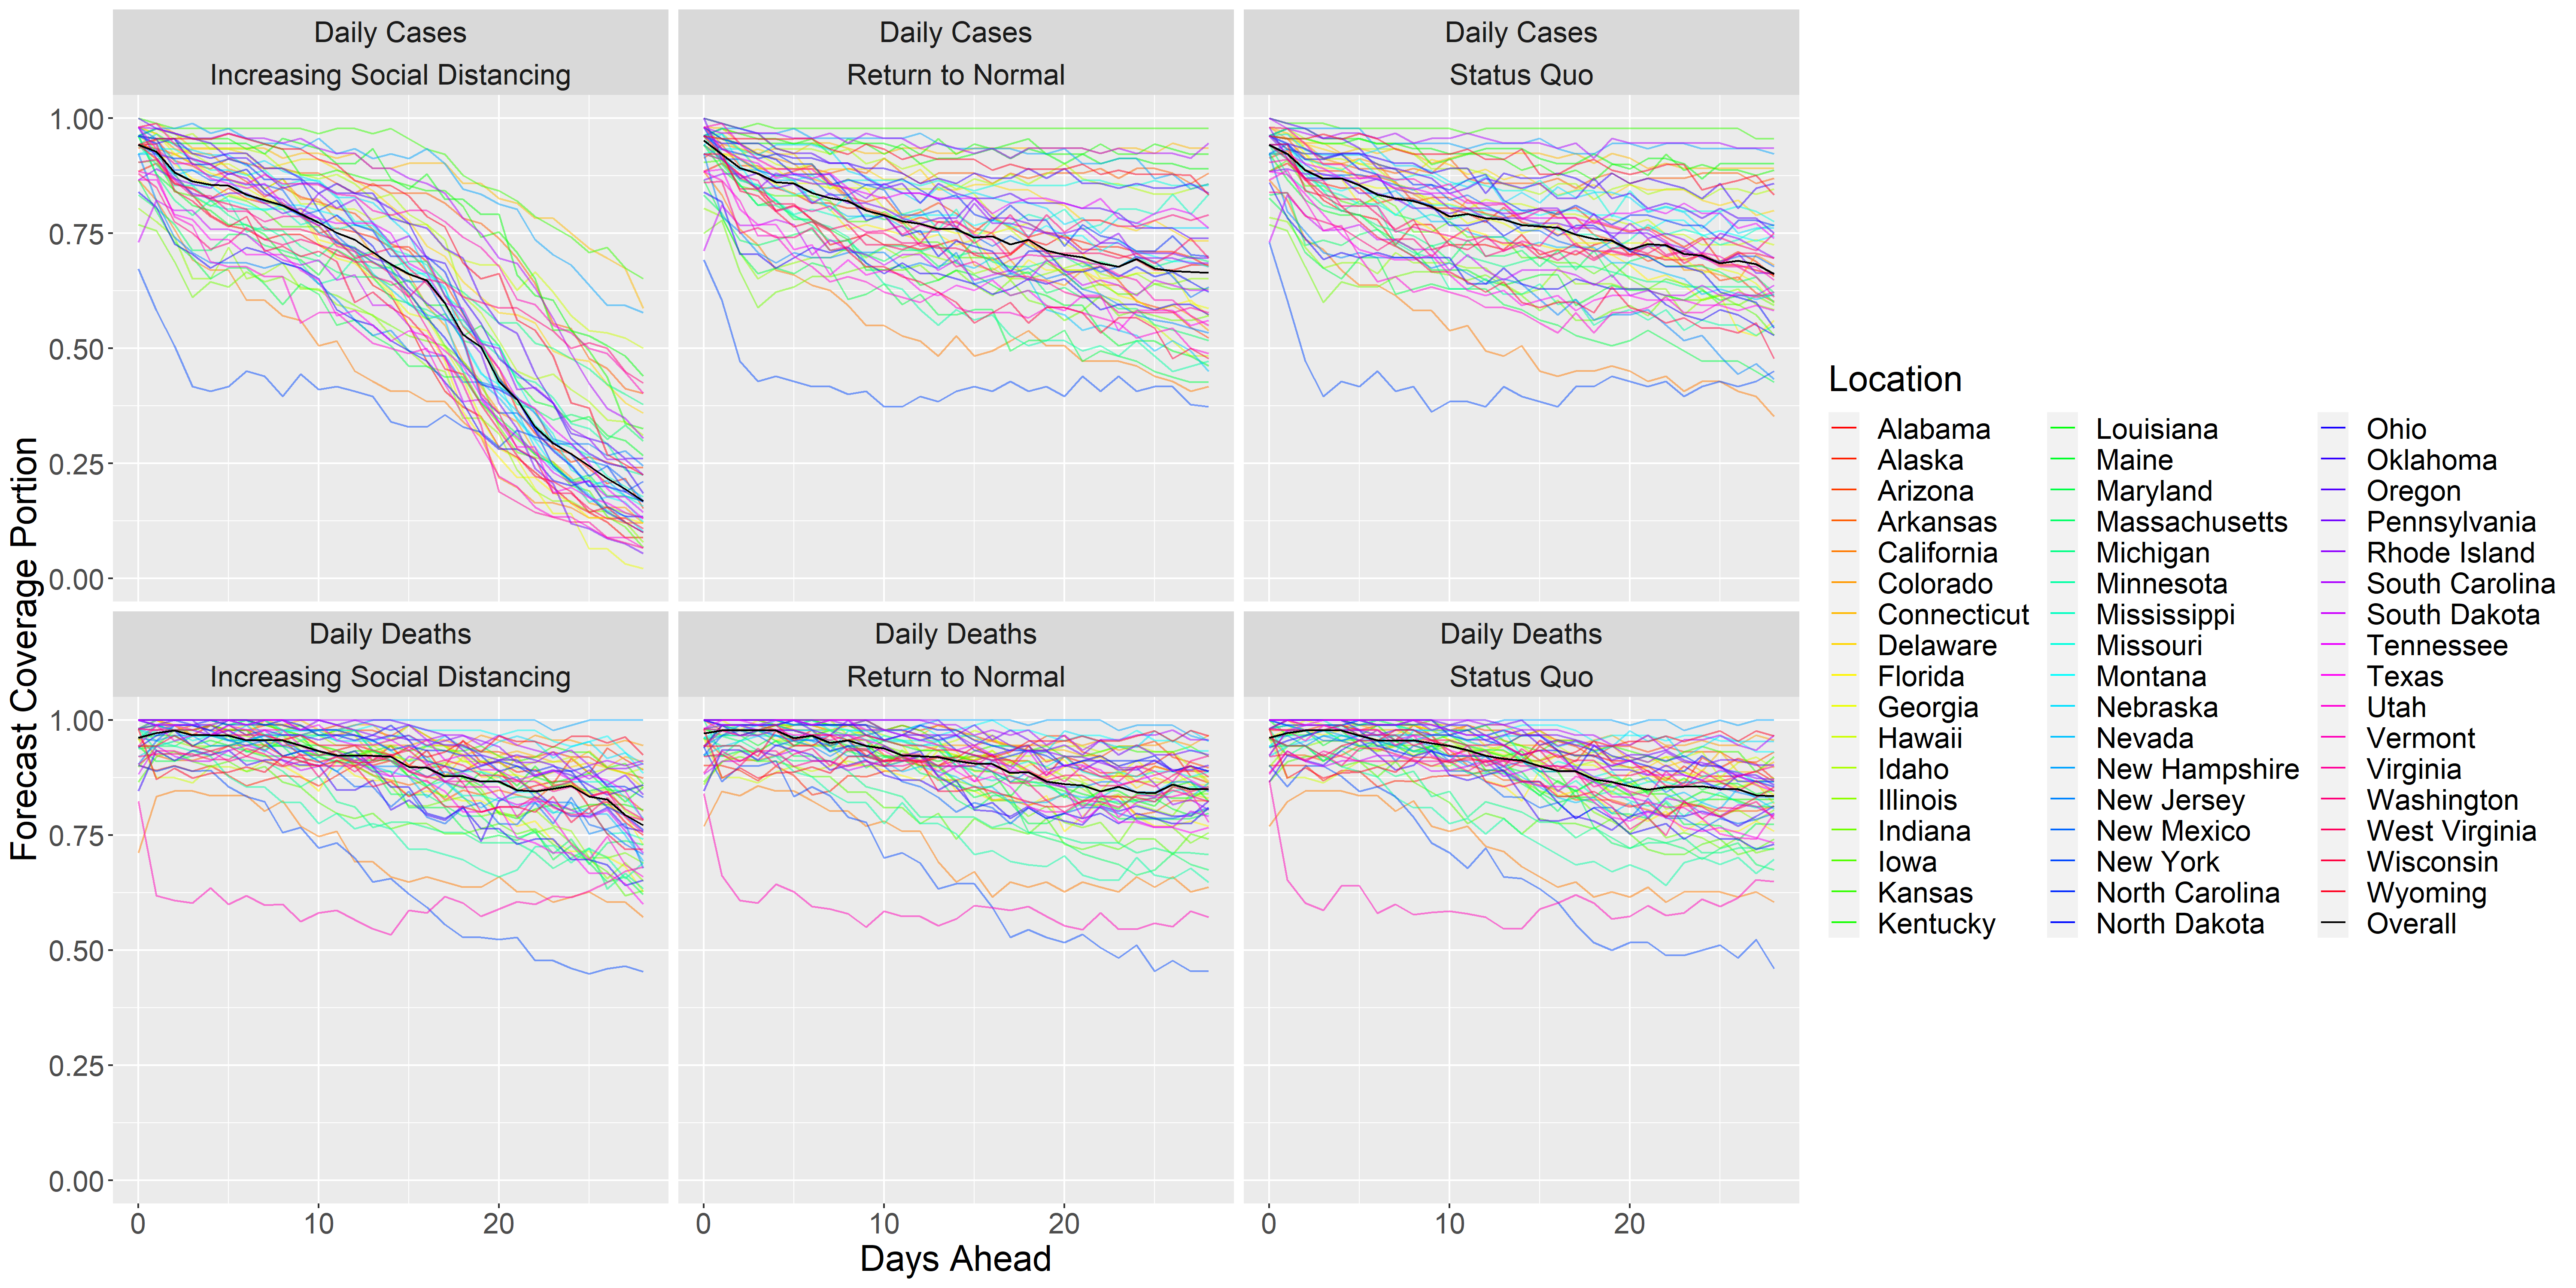 Daily Cases
Increasing Social Distancing
Daily Cases
Return to Normal
Daily Cases
Status Quo
1.00
0.75
0.50
0.25
0.00
Daily Deaths
Increasing Social Distancing
Daily Deaths
Return to Normal
Daily Deaths
Status Quo
1.00
0.75
0.50
0.25
0.00
Forecast Coverage Portion
0 10 20
0 10 20
0 10 20
Days Ahead
Location
Alabama
Alaska
Arizona
Arkansas
California
Colorado
Connecticut
Delaware
Florida
Georgia
Hawaii
Idaho
Illinois
Indiana
Iowa
Kansas
Kentucky
Louisiana
Maine
Maryland
Massachusetts
Michigan
Minnesota
Mississippi
Missouri
Montana
Nebraska
Nevada
New Hampshire
New Jersey
New Mexico
New York
North Carolina
North Dakota
Ohio
Oklahoma
Oregon
Pennsylvania
Rhode Island
South Carolina
South Dakota
Tennessee
Texas
Utah
Vermont
Virginia
Washington
West Virginia
Wisconsin
Wyoming
Overall